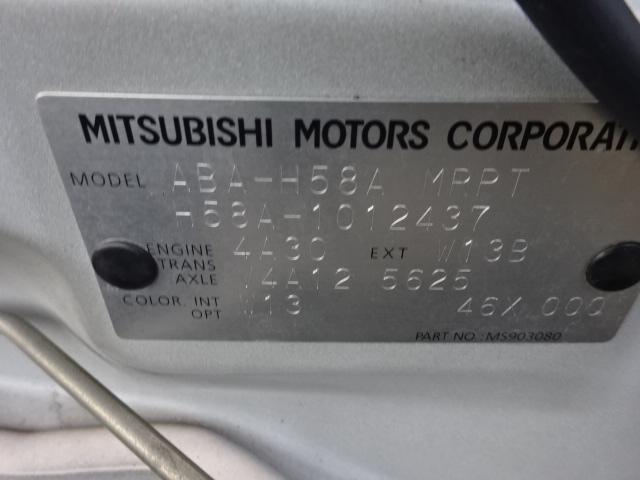 MITSUBISHI MOTORS CORPORATI
MODEL ABA-H58A MRPT
H58A-1012437
ENGINE 4A30 EXT W13B
TRANS AXLE V4A12 5625
COLOR. INT OPT W13 46X 000
PART NO : MS903080